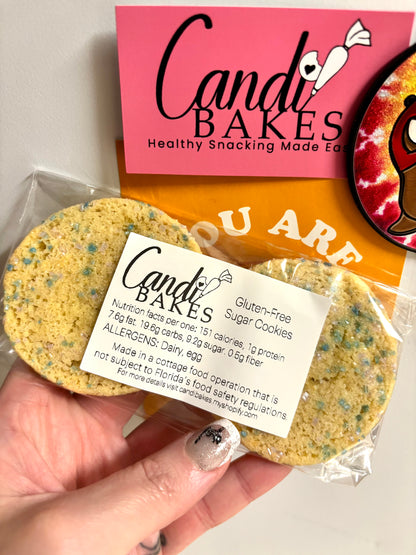 Candi
BAKES
Healthy Snacking Made Eas
YOU ARE
Candi
BAKES
Gluten-Free
Sugar Cookies
Nutrition facts per one: 151 calories, 1g protein
7.6g fat, 19.6g carbs, 9.2g sugar, 0.6g fiber
ALLERGENS: Dairy, egg
Made in a cottage food operation that is
not subject to Florida's food safety regulations.
For more details visit candibakes.myshopify.com